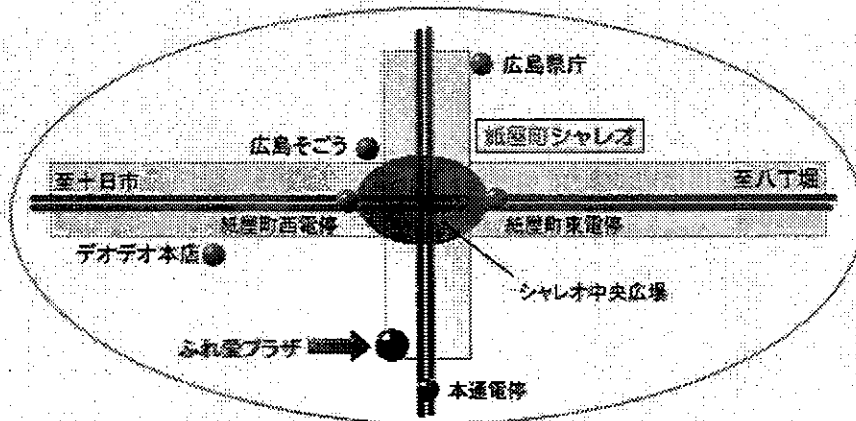 広島県庁
紙屋町シャレオ
広島そごう
至十日市
至八丁堀
紙屋町西電停
紙屋町東電停
デオデオ本店
シャレオ中央広場
ふれ愛プラザ
本通電停